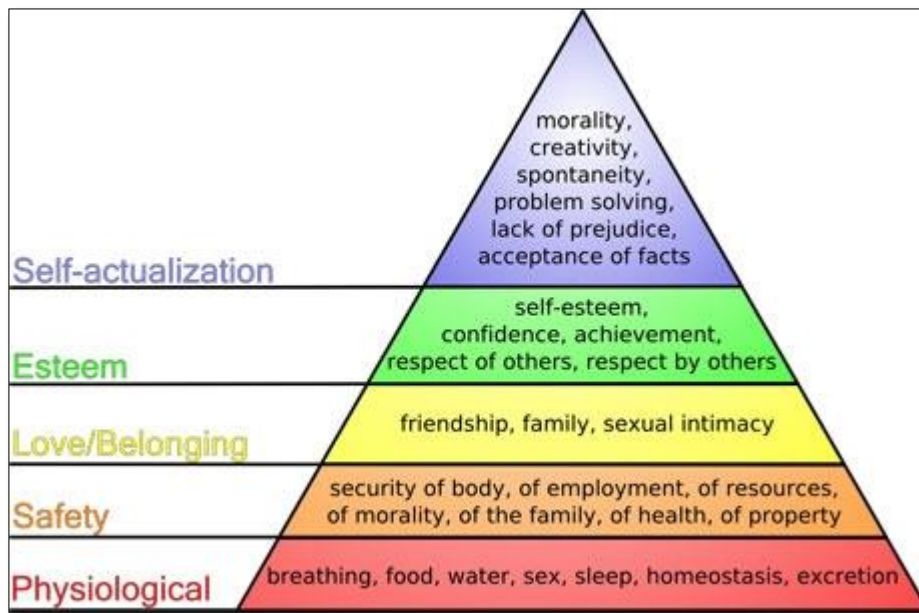 morality,
creativity,
spontaneity,
problem solving,
lack of prejudice,
acceptance of facts
Self-actualization
self-esteem,
confidence, achievement,
respect of others, respect by others
Esteem
friendship, family, sexual intimacy
Love/Belonging
security of body, of employment, of resources,
of morality, of the family, of health, of property
Safety
breathing, food, water, sex, sleep, homeostasis, excretion
Physiological